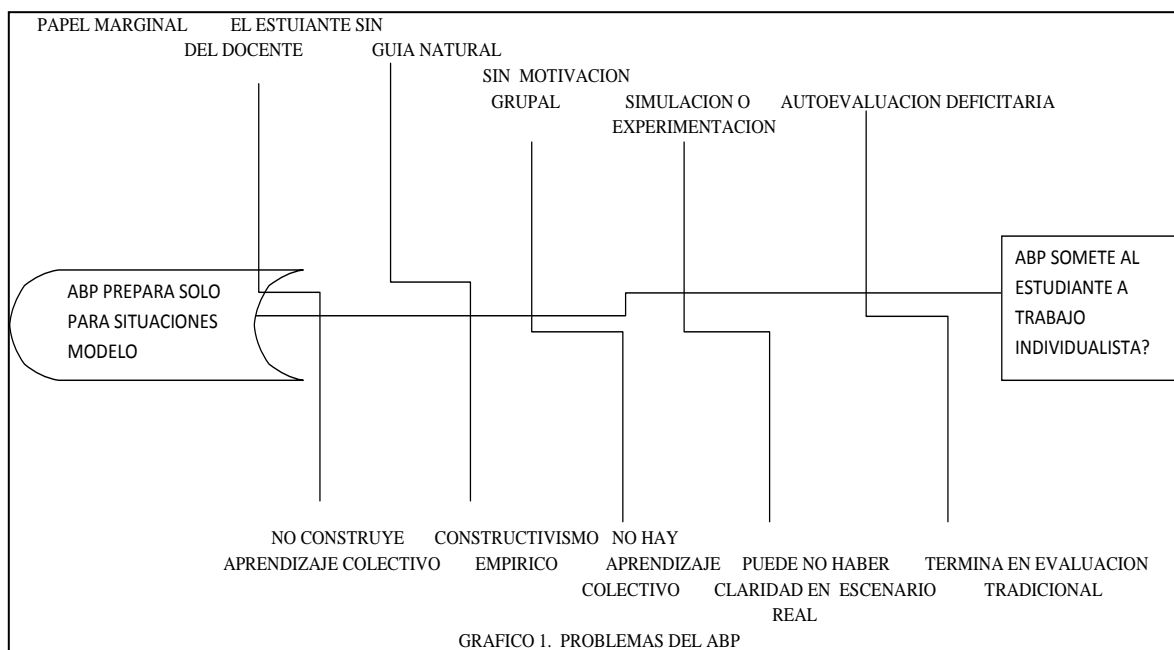 PAPEL MARGINAL EL ESTUIANTE SIN
DEL DOCENTE GUIA NATURAL
SIN MOTIVACION
GRUPAL SIMULACION O AUTOEVALUACION DEFICITARIA
EXPERIMENTACION
ABP PREPARA SOLO
PARA SITUACIONES
MODELO
ABP SOMETE AL
ESTUDIANTE A
TRABAJO
INDIVIDUALISTA?
NO CONSTRUYE CONSTRUCTIVISMO NO HAY
APRENDIZAJE COLECTIVO EMPIRICO APRENDIZAJE PUEDE NO HABER TERMINA EN EVALUACION
COLECTIVO CLARIDAD EN ESCENARIO TRADICIONAL
REAL
GRAFICO 1. PROBLEMAS DEL ABP